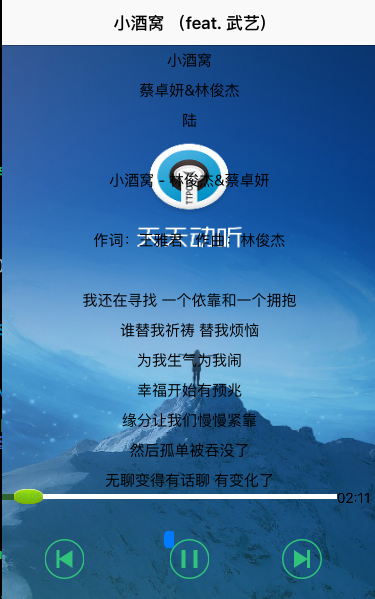 小酒窝 （feat. 武艺）
小酒窝
蔡卓妍&林俊杰
陆
TTPOD
小酒窝 - 林俊杰&蔡卓妍
天天动听
作词：王雅君 作曲：林俊杰
我还在寻找 一个依靠和一个拥抱
谁替我祈祷 替我烦恼
为我生气为我闹
幸福开始有预兆
缘分让我们慢慢紧靠
然后孤单被吞没了
无聊变得有话聊 有变化了
02:11